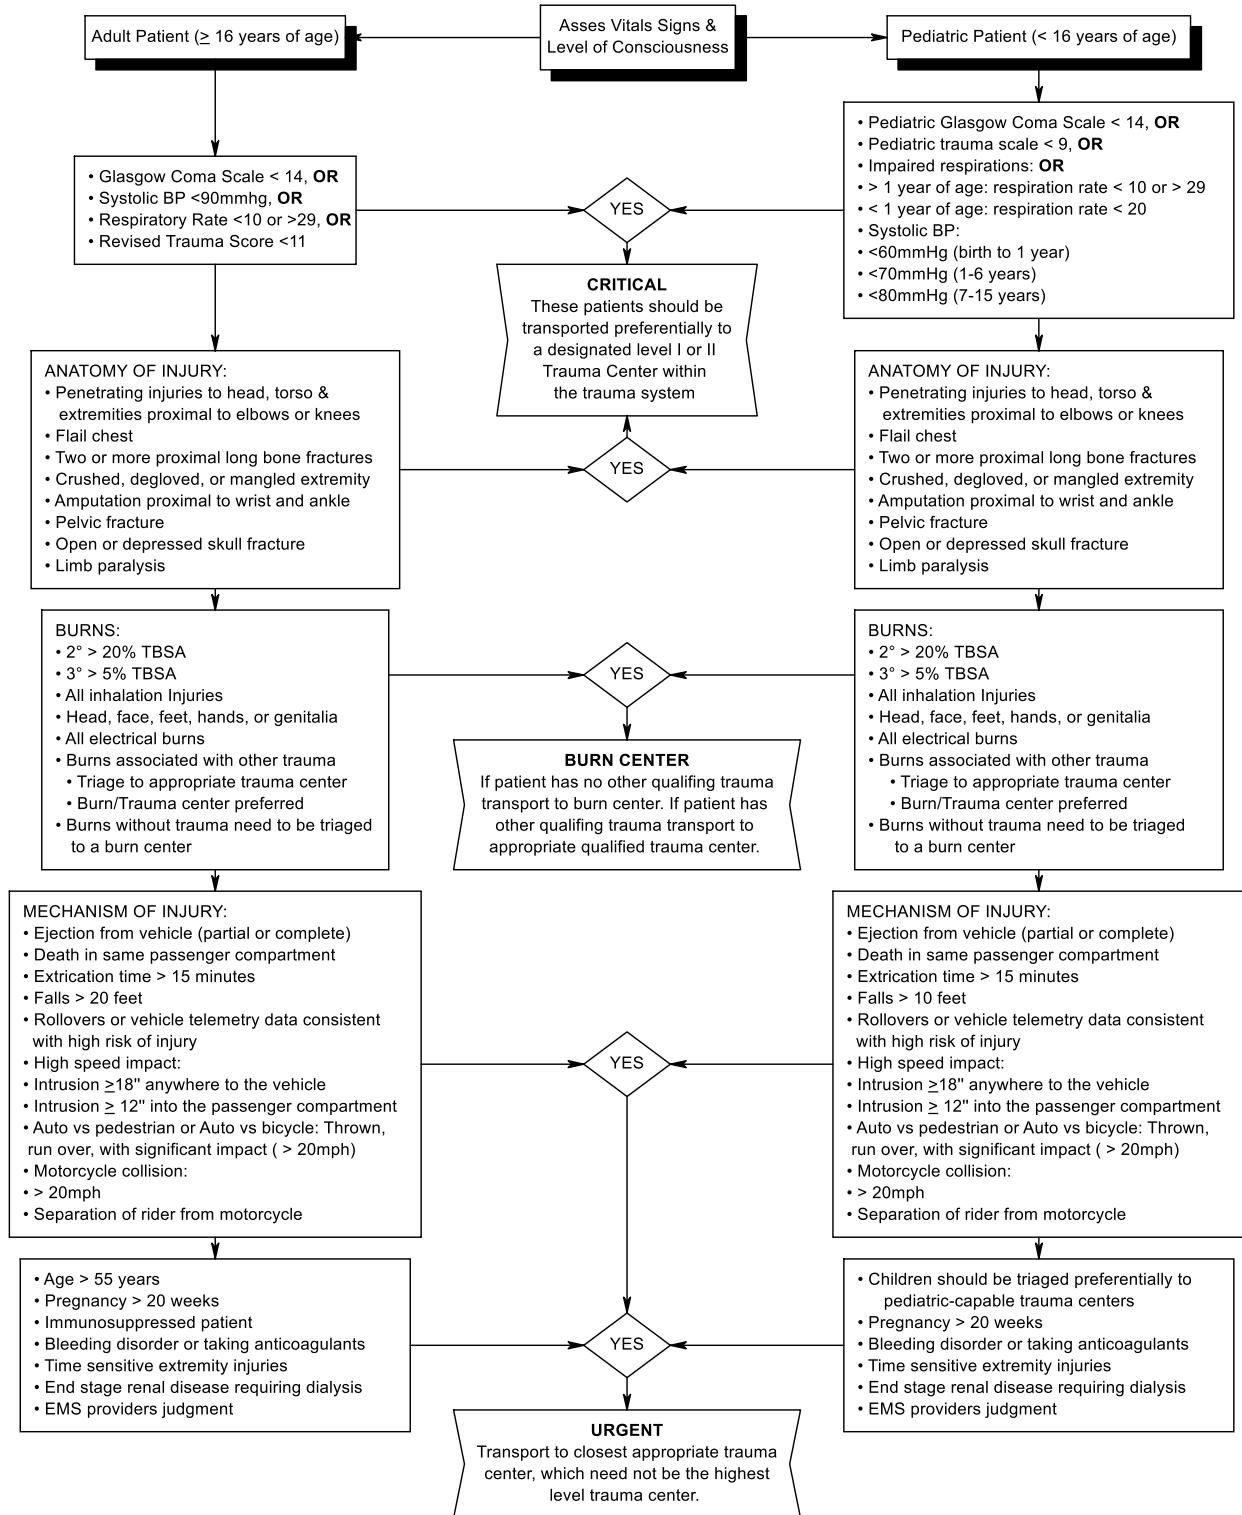 Asses Vitals Signs &
Level of Consciousness
Adult Patient (≥ 16 years of age)
Pediatric Patient (< 16 years of age)
• Glasgow Coma Scale < 14, OR
• Systolic BP <90mmhg, OR
• Respiratory Rate <10 or >29, OR
• Revised Trauma Score <11
YES
• Pediatric Glasgow Coma Scale < 14, OR
• Pediatric trauma scale < 9, OR
• Impaired respirations: OR
• > 1 year of age: respiration rate < 10 or > 29
• < 1 year of age: respiration rate < 20
• Systolic BP:
• <60mmHg (birth to 1 year)
• <70mmHg (1-6 years)
• <80mmHg (7-15 years)
CRITICAL
These patients should be
transported preferentially to
a designated level I or II
Trauma Center within
the trauma system
ANATOMY OF INJURY:
• Penetrating injuries to head, torso &
extremities proximal to elbows or knees
• Flail chest
• Two or more proximal long bone fractures
• Crushed, degloved, or mangled extremity
• Amputation proximal to wrist and ankle
• Pelvic fracture
• Open or depressed skull fracture
• Limb paralysis
YES
ANATOMY OF INJURY:
• Penetrating injuries to head, torso &
extremities proximal to elbows or knees
• Flail chest
• Two or more proximal long bone fractures
• Crushed, degloved, or mangled extremity
• Amputation proximal to wrist and ankle
• Pelvic fracture
• Open or depressed skull fracture
• Limb paralysis
BURNS:
• 2° > 20% TBSA
• 3° > 5% TBSA
• All inhalation Injuries
• Head, face, feet, hands, or genitalia
• All electrical burns
• Burns associated with other trauma
• Triage to appropriate trauma center
• Burn/Trauma center preferred
• Burns without trauma need to be triaged
to a burn center
YES
BURNS:
• 2° > 20% TBSA
• 3° > 5% TBSA
• All inhalation Injuries
• Head, face, feet, hands, or genitalia
• All electrical burns
• Burns associated with other trauma
• Triage to appropriate trauma center
• Burn/Trauma center preferred
• Burns without trauma need to be triaged
to a burn center
BURN CENTER
If patient has no other qualifing trauma
transport to burn center. If patient has
other qualifing trauma transport to
appropriate qualified trauma center.
MECHANISM OF INJURY:
• Ejection from vehicle (partial or complete)
• Death in same passenger compartment
• Extrication time > 15 minutes
• Falls > 20 feet
• Rollovers or vehicle telemetry data consistent
with high risk of injury
• High speed impact:
• Intrusion ≥18" anywhere to the vehicle
• Intrusion ≥ 12" into the passenger compartment
• Auto vs pedestrian or Auto vs bicycle: Thrown,
run over, with significant impact ( > 20mph)
• Motorcycle collision:
• > 20mph
• Separation of rider from motorcycle
YES
MECHANISM OF INJURY:
• Ejection from vehicle (partial or complete)
• Death in same passenger compartment
• Extrication time > 15 minutes
• Falls > 10 feet
• Rollovers or vehicle telemetry data consistent
with high risk of injury
• High speed impact:
• Intrusion ≥18" anywhere to the vehicle
• Intrusion ≥ 12" into the passenger compartment
• Auto vs pedestrian or Auto vs bicycle: Thrown,
run over, with significant impact ( > 20mph)
• Motorcycle collision:
• > 20mph
• Separation of rider from motorcycle
• Age > 55 years
• Pregnancy > 20 weeks
• Immunosuppressed patient
• Bleeding disorder or taking anticoagulants
• Time sensitive extremity injuries
• End stage renal disease requiring dialysis
• EMS providers judgment
YES
• Children should be triaged preferentially to
pediatric-capable trauma centers
• Pregnancy > 20 weeks
• Bleeding disorder or taking anticoagulants
• Time sensitive extremity injuries
• End stage renal disease requiring dialysis
• EMS providers judgment
URGENT
Transport to closest appropriate trauma
center, which need not be the highest
level trauma center.